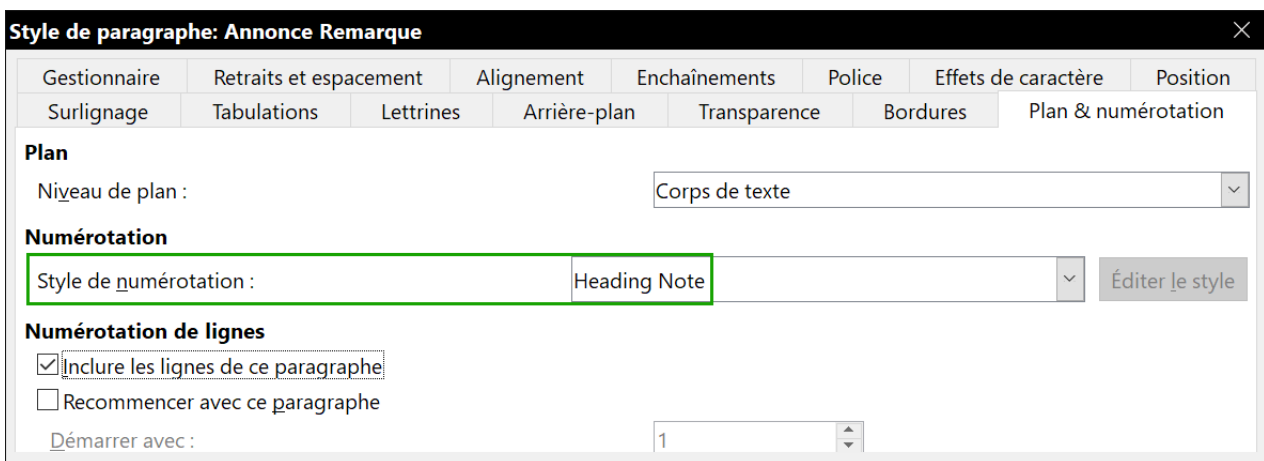 Style de paragraphe: Annonce Remarque
Gestionnaire Retraits et espacement Alignement Enchaînements Police Effets de caractère Position
Surlignage Tabulations Lettrines Arrière-plan Transparence Bordures Plan & numérotation
Plan
Niveau de plan : Corps de texte
Numérotation
Style de numérotation : Heading Note Éditer le style
Numérotation de lignes
Inclure les lignes de ce paragraphe
Recommencer avec ce paragraphe
Démarrer avec : 1